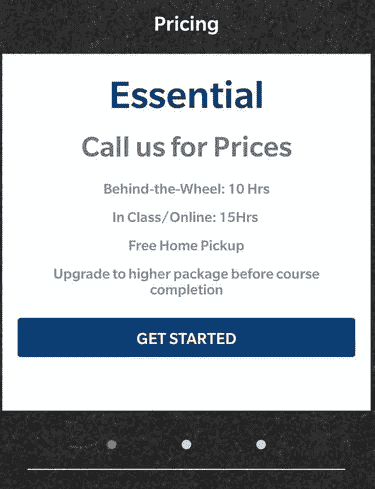 Pricing
Essential
Call us for Prices
Behind-the-Wheel: 10 Hrs
In Class/Online: 15Hrs
Free Home Pickup
Upgrade to higher package before course
completion
GET STARTED